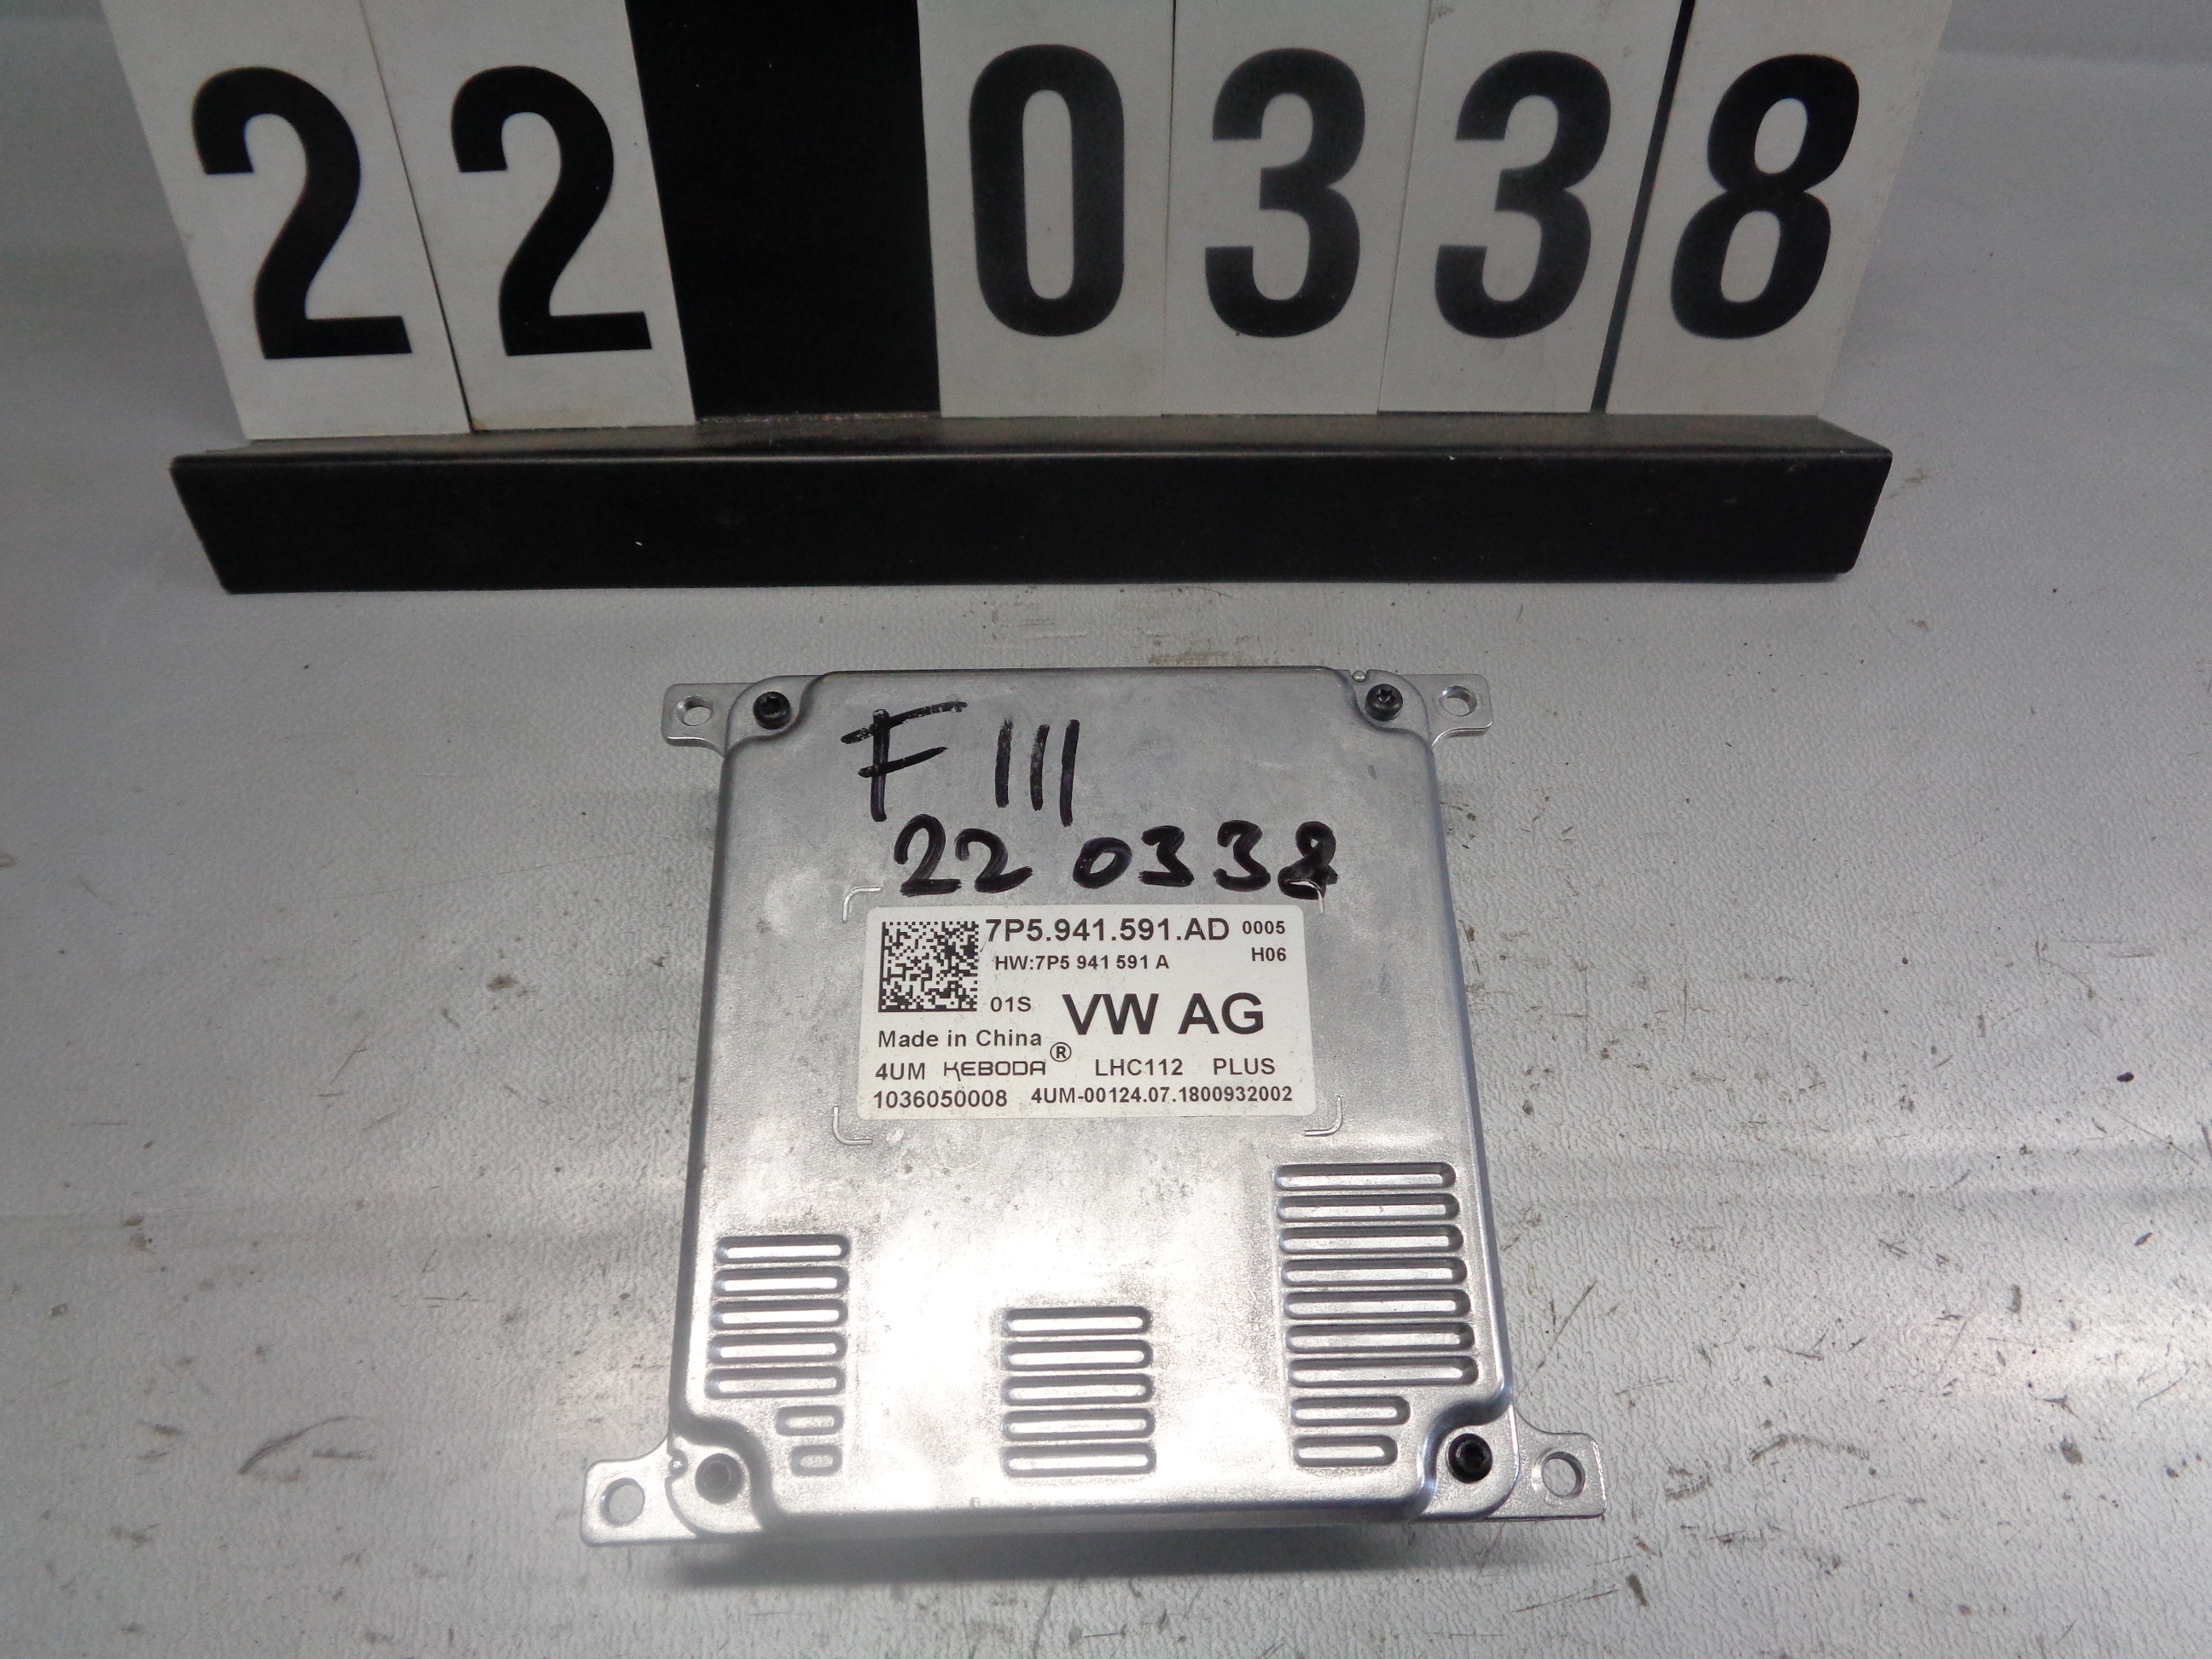 22 0338
F III
22 0338
7P5.941.591.AD 0005
HW:7P5 941 591 A H06
01S VW AG
Made in China
4UM KEBODA® LHC112 PLUS
1036050008 4UM-00124.07.1800932002